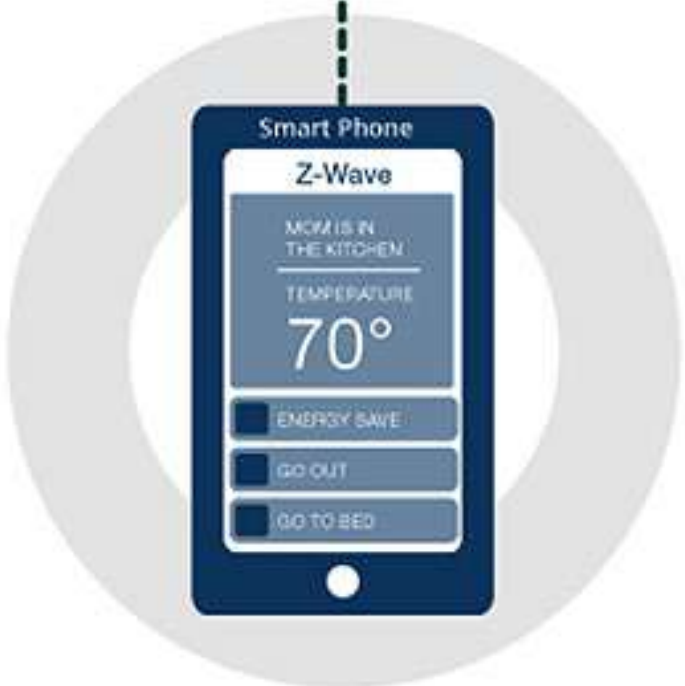 Smart Phone
Z-Wave
MOM IS IN
THE KITCHEN
TEMPERATURE
70°
ENERGY SAVE
GO OUT
GO TO BED